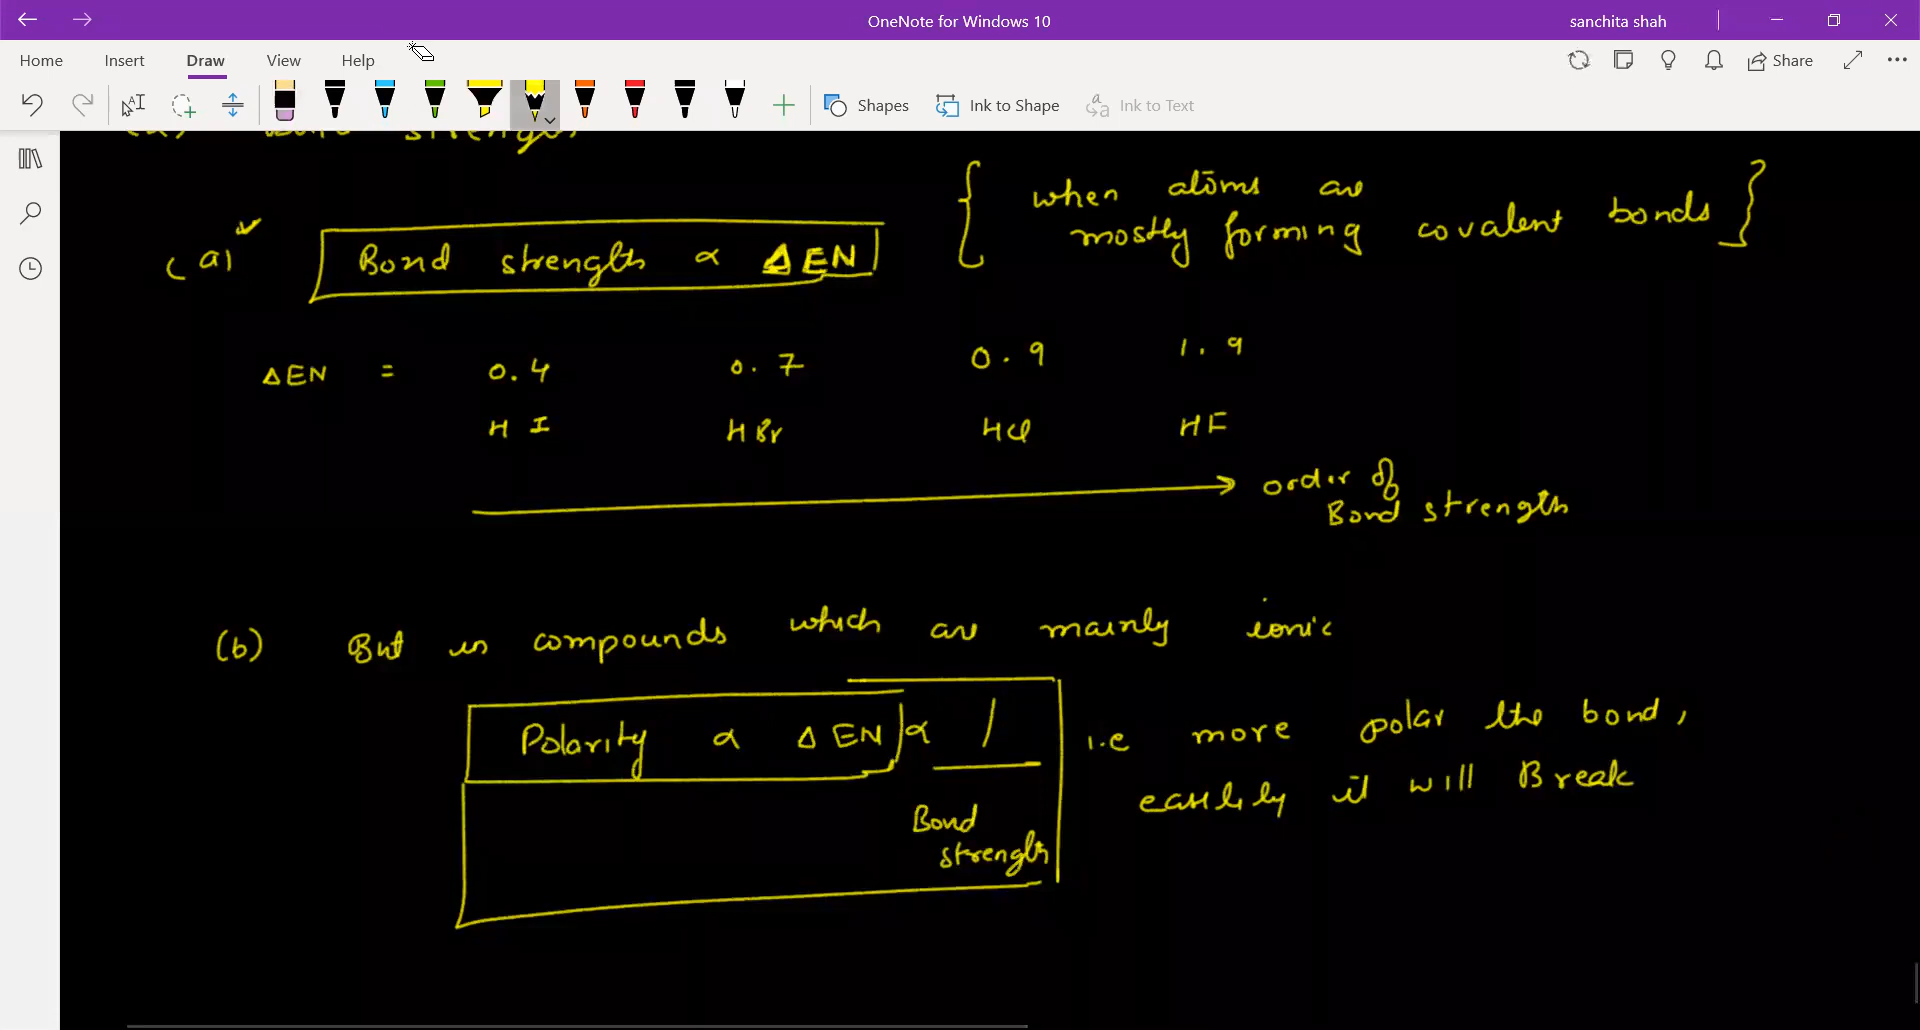 OneNote for Windows 10
sanchita shah
Home Insert Draw View Help
Share
Shapes Ink to Shape Ink to Text
strength
(a) Bond strength ∝ ΔEN
{ when atoms are
mostly forming covalent bonds }
ΔEN = 0.4 0.7 0.9 1.9
HI HBr HCl HF
order of
Bond strength
(b) But in compounds which are mainly ionic
Polarity ∝ ΔEN ∝ 1
Bond
strength
i.e more polar the bond,
easlily it will Break